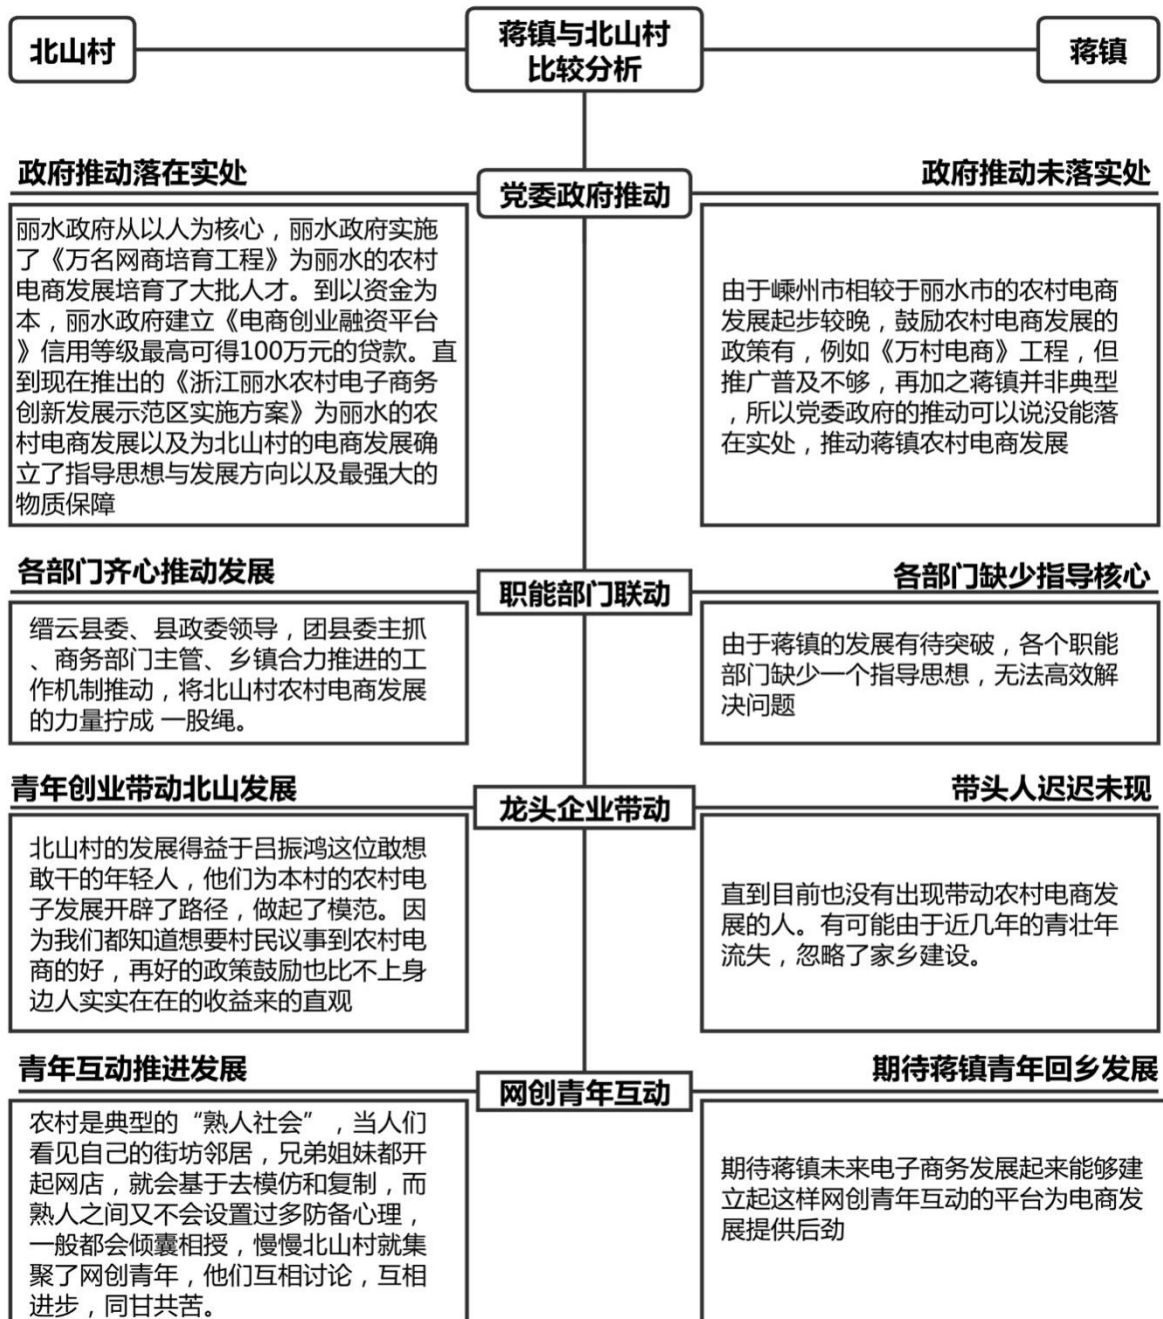 北山村
蒋镇与北山村
比较分析
蒋镇
政府推动落在实处
党委政府推动
政府推动未落实处
丽水政府从以人为核心，丽水政府实施
了《万名网商培育工程》为丽水的农村
电商发展培育了大批人才。到以资金为
本，丽水政府建立《电商创业融资平台
》信用等级最高可得100万元的贷款。直
到现在推出的《浙江丽水农村电子商务
创新发展示范区实施方案》为丽水的农
村电商发展以及为北山村的电商发展确
立了指导思想与发展方向以及最强大的
物质保障
由于嵊州市相较于丽水市的农村电商
发展起步较晚，鼓励农村电商发展的
政策有，例如《万村电商》工程，但
推广普及不够，再加之蒋镇并非典型
，所以党委政府的推动可以说没能落
在实处，推动蒋镇农村电商发展
各部门齐心推动发展
职能部门联动
各部门缺少指导核心
缙云县委、县政委领导，团县委主抓
、商务部门主管、乡镇合力推进的工
作机制推动，将北山村农村电商发展
的力量拧成 一股绳。
由于蒋镇的发展有待突破，各个职能
部门缺少一个指导思想，无法高效解
决问题
青年创业带动北山发展
龙头企业带动
带头人迟迟未现
北山村的发展得益于吕振鸿这位敢想
敢干的年轻人，他们为本村的农村电
子发展开辟了路径，做起了模范。因
为我们都知道想要村民议事到农村电
商的好，再好的政策鼓励也比不上身
边人实实在在的收益来的直观
直到目前也没有出现带动农村电商发
展的人。有可能由于近几年的青壮年
流失，忽略了家乡建设。
青年互动推进发展
网创青年互动
期待蒋镇青年回乡发展
农村是典型的“熟人社会”，当人们
看见自己的街坊邻居，兄弟姐妹都开
起网店，就会基于去模仿和复制，而
熟人之间又不会设置过多防备心理，
一般都会倾囊相授，慢慢北山村就集
聚了网创青年，他们互相讨论，互相
进步，同甘共苦。
期待蒋镇未来电子商务发展起来能够建
立起这样网创青年互动的平台为电商发
展提供后劲